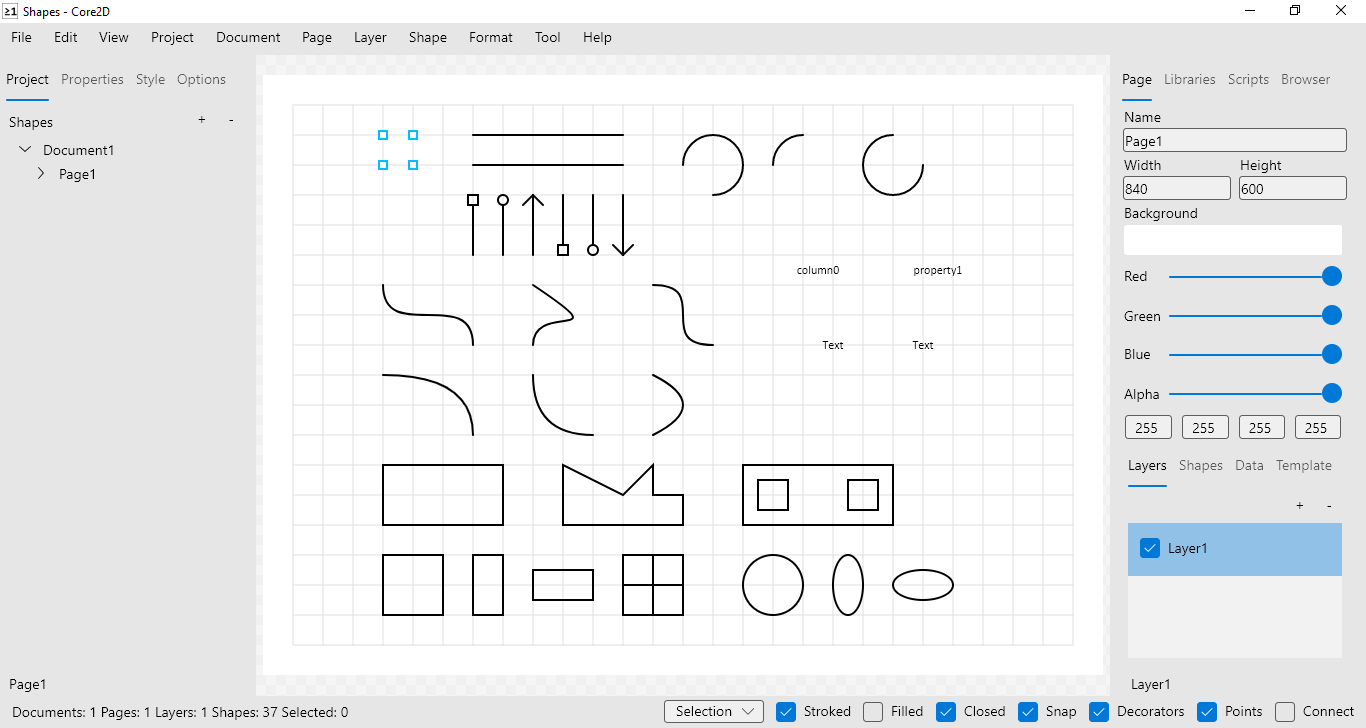 ≥1 Shapes - Core2D
File Edit View Project Document Page Layer Shape Format Tool Help
Project Properties Style Options
Shapes + -
Document1
Page1
Page1
column0 property1
Text Text
Page Libraries Scripts Browser
Name
Page1
Width Height
840 600
Background
Red
Green
Blue
Alpha
255 255 255 255
Layers Shapes Data Template
+ -
Layer1
Layer1
Documents: 1 Pages: 1 Layers: 1 Shapes: 37 Selected: 0
Selection Stroked Filled Closed Snap Decorators Points Connect